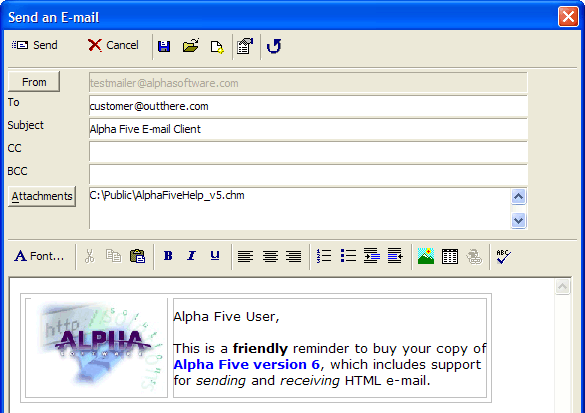 Send an E-mail
Send Cancel
From testmailer@alphasoftware.com
To customer@outthere.com
Subject Alpha Five E-mail Client
CC
BCC
Attachments C:\Public\AlphaFiveHelp_v5.chm
A Font... B I U ABC
http
ALPHA
SOFTWARE
Alpha Five User,
This is a friendly reminder to buy your copy of
Alpha Five version 6, which includes support
for sending and receiving HTML e-mail.